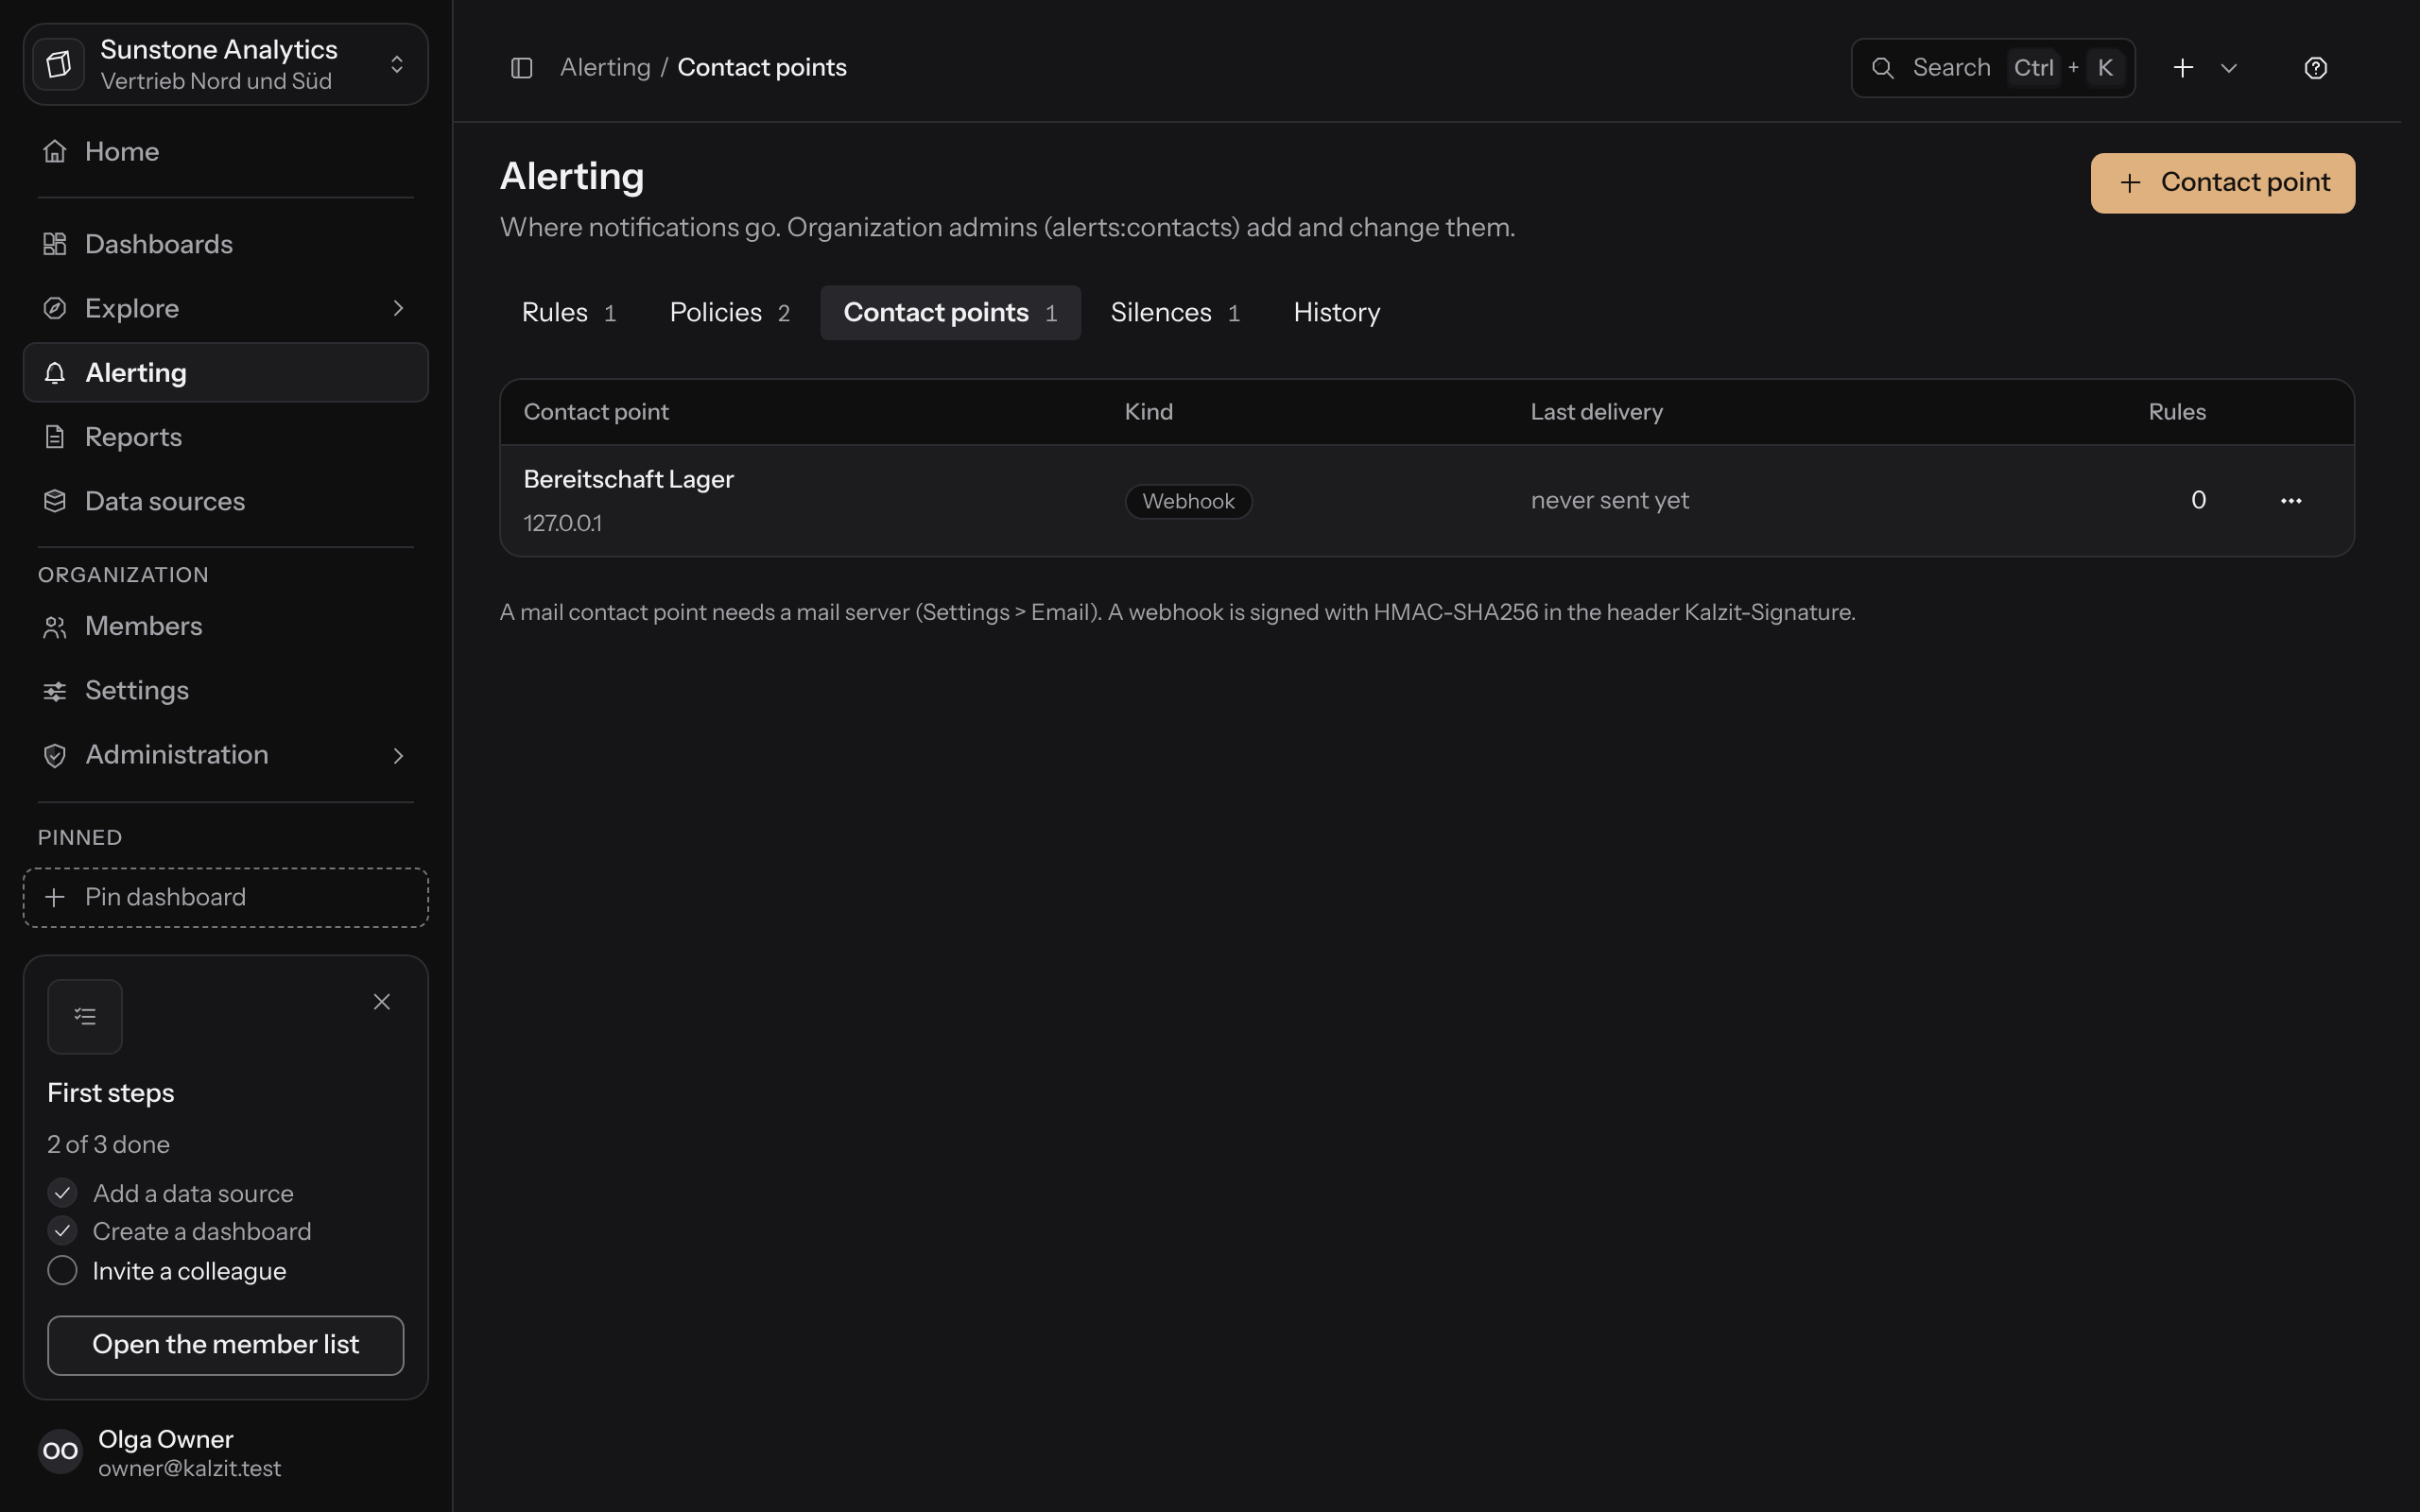 Sunstone Analytics
Vertrieb Nord und Süd
Home
Dashboards
Explore
Alerting
Reports
Data sources
ORGANIZATION
Members
Settings
Administration
PINNED
Pin dashboard
First steps
2 of 3 done
Add a data source
Create a dashboard
Invite a colleague
Open the member list
OO
Olga Owner
owner@kalzit.test
Alerting / Contact points
Search Ctrl + K
Alerting
Where notifications go. Organization admins (alerts:contacts) add and change them.
Contact point
Rules 1 Policies 2 Contact points 1 Silences 1 History
Contact point Kind Last delivery Rules
Bereitschaft Lager
127.0.0.1
Webhook never sent yet 0
A mail contact point needs a mail server (Settings > Email). A webhook is signed with HMAC-SHA256 in the header Kalzit-Signature.